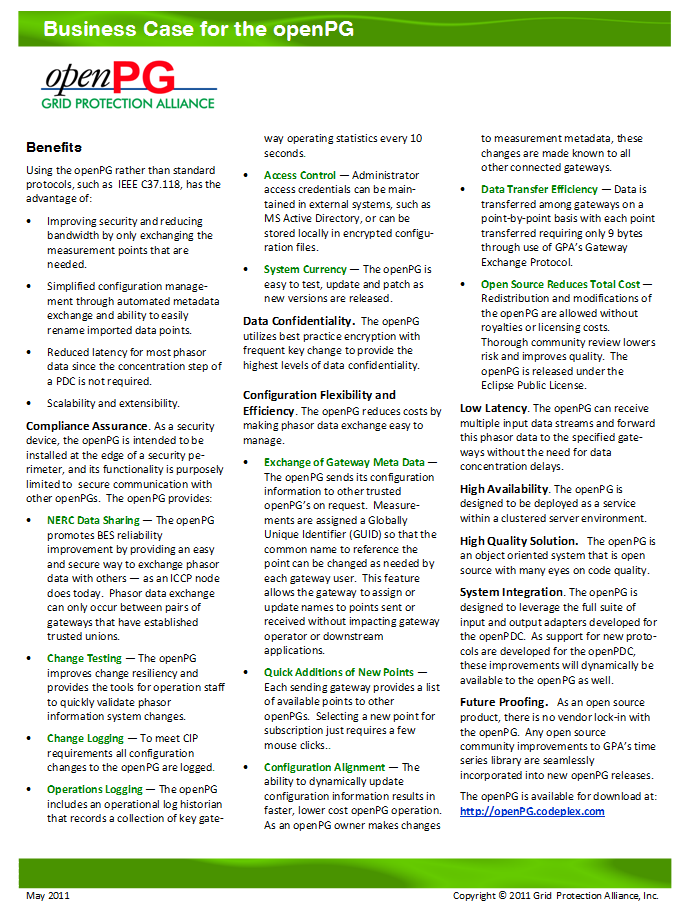 Business Case for the openPG
openPG
GRID PROTECTION ALLIANCE
Benefits
Using the openPG rather than standard
protocols, such as IEEE C37.118, has the
advantage of:
• Improving security and reducing
bandwidth by only exchanging the
measurement points that are
needed.
• Simplified configuration manage-
ment through automated metadata
exchange and ability to easily
rename imported data points.
• Reduced latency for most phasor
data since the concentration step of
a PDC is not required.
• Scalability and extensibility.
Compliance Assurance. As a security
device, the openPG is intended to be
installed at the edge of a security pe-
rimeter, and its functionality is purposely
limited to secure communication with
other openPGs. The openPG provides:
• NERC Data Sharing — The openPG
promotes BES reliability
improvement by providing an easy
and secure way to exchange phasor
data with others — as an ICCP node
does today. Phasor data exchange
can only occur between pairs of
gateways that have established
trusted unions.
• Change Testing — The openPG
improves change resiliency and
provides the tools for operation staff
to quickly validate phasor
information system changes.
• Change Logging — To meet CIP
requirements all configuration
changes to the openPG are logged.
• Operations Logging — The openPG
includes an operational log historian
that records a collection of key gate-
way operating statistics every 10
seconds.
• Access Control — Administrator
access credentials can be main-
tained in external systems, such as
MS Active Directory, or can be
stored locally in encrypted configu-
ration files.
• System Currency — The openPG is
easy to test, update and patch as
new versions are released.
Data Confidentiality. The openPG
utilizes best practice encryption with
frequent key change to provide the
highest levels of data confidentiality.
Configuration Flexibility and
Efficiency. The openPG reduces costs by
making phasor data exchange easy to
manage.
• Exchange of Gateway Meta Data —
The openPG sends its configuration
information to other trusted
openPG's on request. Measure-
ments are assigned a Globally
Unique Identifier (GUID) so that the
common name to reference the
point can be changed as needed by
each gateway user. This feature
allows the gateway to assign or
update names to points sent or
received without impacting gateway
operator or downstream
applications.
• Quick Additions of New Points —
Each sending gateway provides a list
of available points to other
openPGs. Selecting a new point for
subscription just requires a few
mouse clicks..
• Configuration Alignment — The
ability to dynamically update
configuration information results in
faster, lower cost openPG operation.
As an openPG owner makes changes
to measurement metadata, these
changes are made known to all
other connected gateways.
• Data Transfer Efficiency — Data is
transferred among gateways on a
point-by-point basis with each point
transferred requiring only 9 bytes
through use of GPA's Gateway
Exchange Protocol.
• Open Source Reduces Total Cost —
Redistribution and modifications of
the openPG are allowed without
royalties or licensing costs.
Thorough community review lowers
risk and improves quality. The
openPG is released under the
Eclipse Public License.
Low Latency. The openPG can receive
multiple input data streams and forward
this phasor data to the specified gate-
ways without the need for data
concentration delays.
High Availability. The openPG is
designed to be deployed as a service
within a clustered server environment.
High Quality Solution. The openPG is
an object oriented system that is open
source with many eyes on code quality.
System Integration. The openPG is
designed to leverage the full suite of
input and output adapters developed for
the openPDC. As support for new proto-
cols are developed for the openPDC,
these improvements will dynamically be
available to the openPG as well.
Future Proofing. As an open source
product, there is no vendor lock-in with
the openPG. Any open source
community improvements to GPA's time
series library are seamlessly
incorporated into new openPG releases.
The openPG is available for download at:
http://openPG.codeplex.com
May 2011
Copyright © 2011 Grid Protection Alliance, Inc.